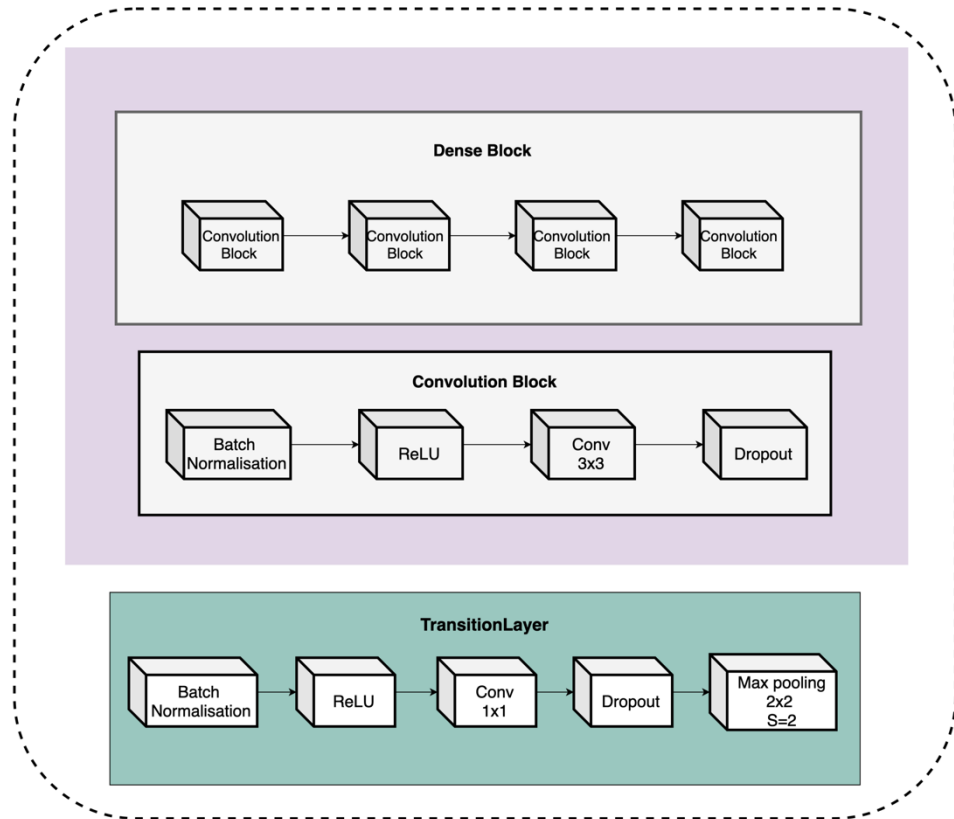 Dense Block
Convolution
Block
Convolution
Block
Convolution
Block
Convolution
Block
Convolution Block
Batch
Normalisation
ReLU
Conv
3x3
Dropout
TransitionLayer
Batch
Normalisation
ReLU
Conv
1x1
Dropout
Max pooling
2x2
S=2